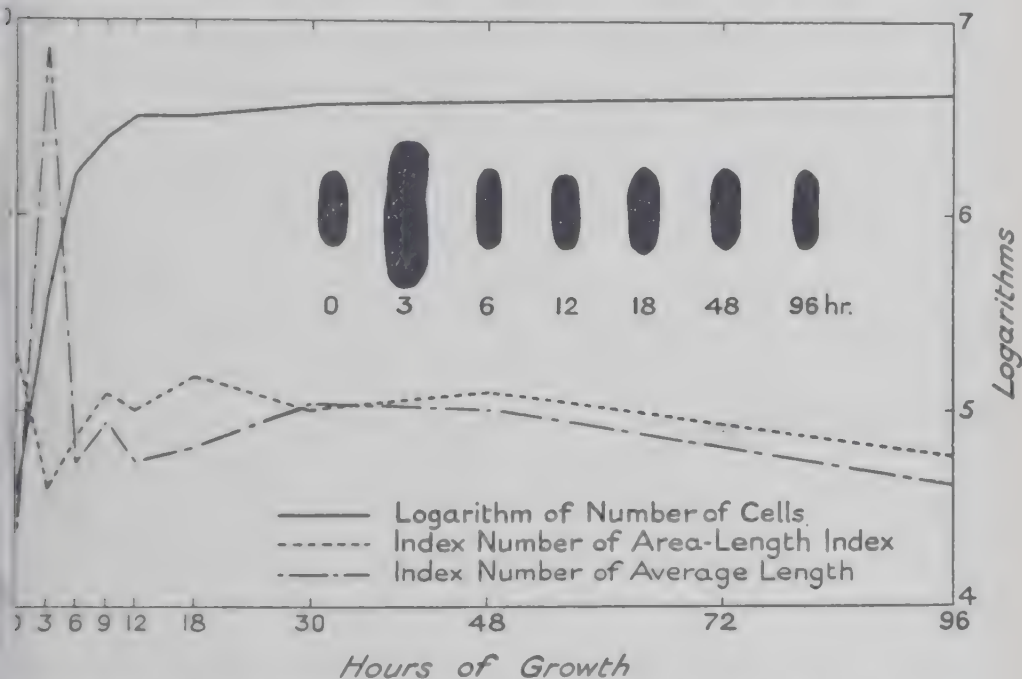 7
6
0 3 6 12 18 48 96 hr.
Logarithms
5
Logarithm of Number of Cells
Index Number of Area-Length Index
Index Number of Average Length
4
3 6 9 12 18 30 48 72 96
Hours of Growth